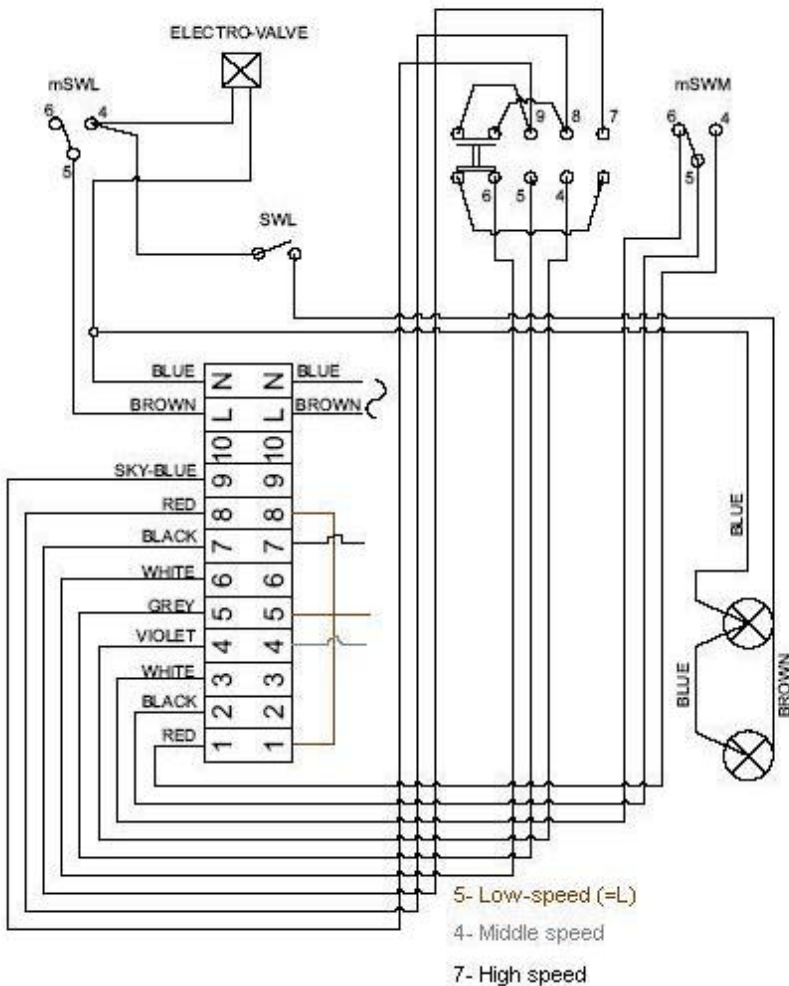 ELECTRO-VALVE
mSWL
6 4
5
SWL
9 8 7
6 5 4
mSWM
6 4
5
BLUE N N BLUE
BROWN L L BROWN
10 10
SKY-BLUE 9 9
RED 8 8
BLACK 7 7
WHITE 6 6
GREY 5 5
VIOLET 4 4
WHITE 3 3
BLACK 2 2
RED 1 1
BLUE
BLUE
BROWN
5- Low-speed (=L)
4- Middle speed
7- High speed